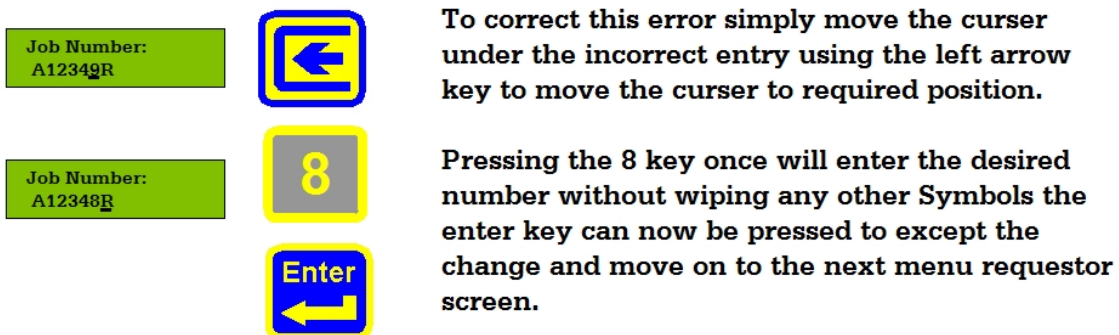 Job Number:
A12349R
To correct this error simply move the curser
under the incorrect entry using the left arrow
key to move the curser to required position.
Job Number:
A12348R
8
Pressing the 8 key once will enter the desired
number without wiping any other Symbols the
enter key can now be pressed to except the
change and move on to the next menu requestor
screen.
Enter